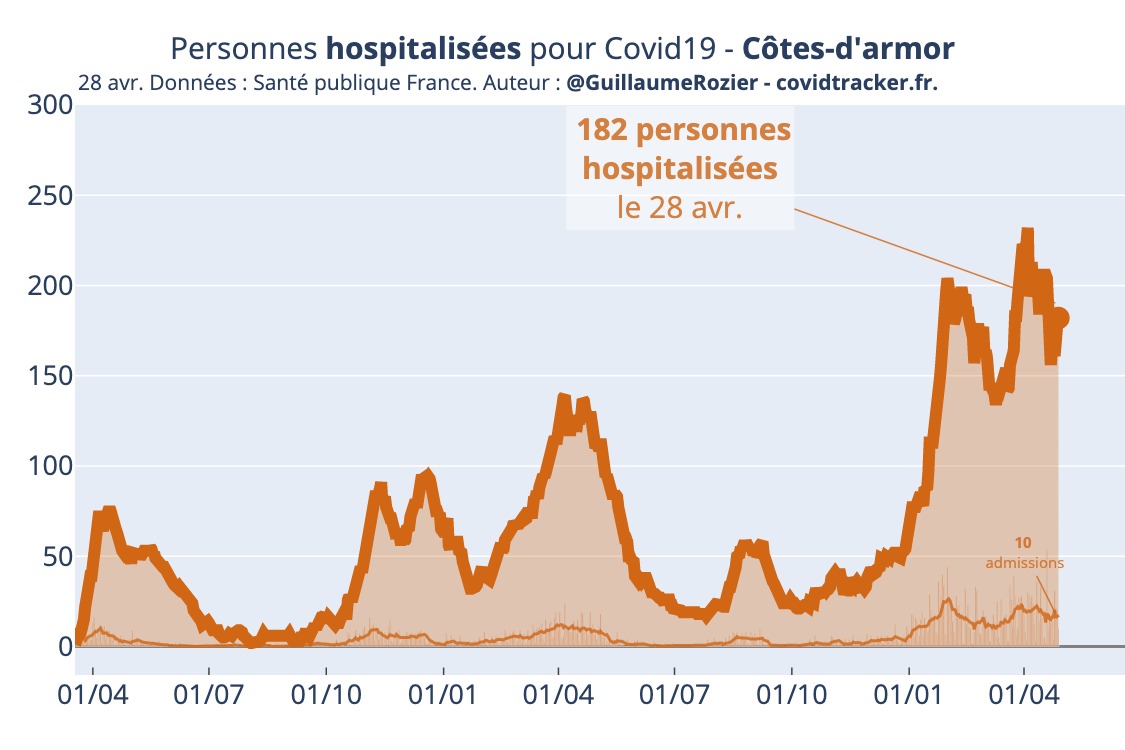 Personnes hospitalisées pour Covid19 - Côtes-d'armor
28 avr. Données : Santé publique France. Auteur : @GuillaumeRozier - covidtracker.fr.
300
182 personnes
hospitalisées
le 28 avr.
250
200
150
100
50
10
admissions
0
01/04 01/07 01/10 01/01 01/04 01/07 01/10 01/01 01/04